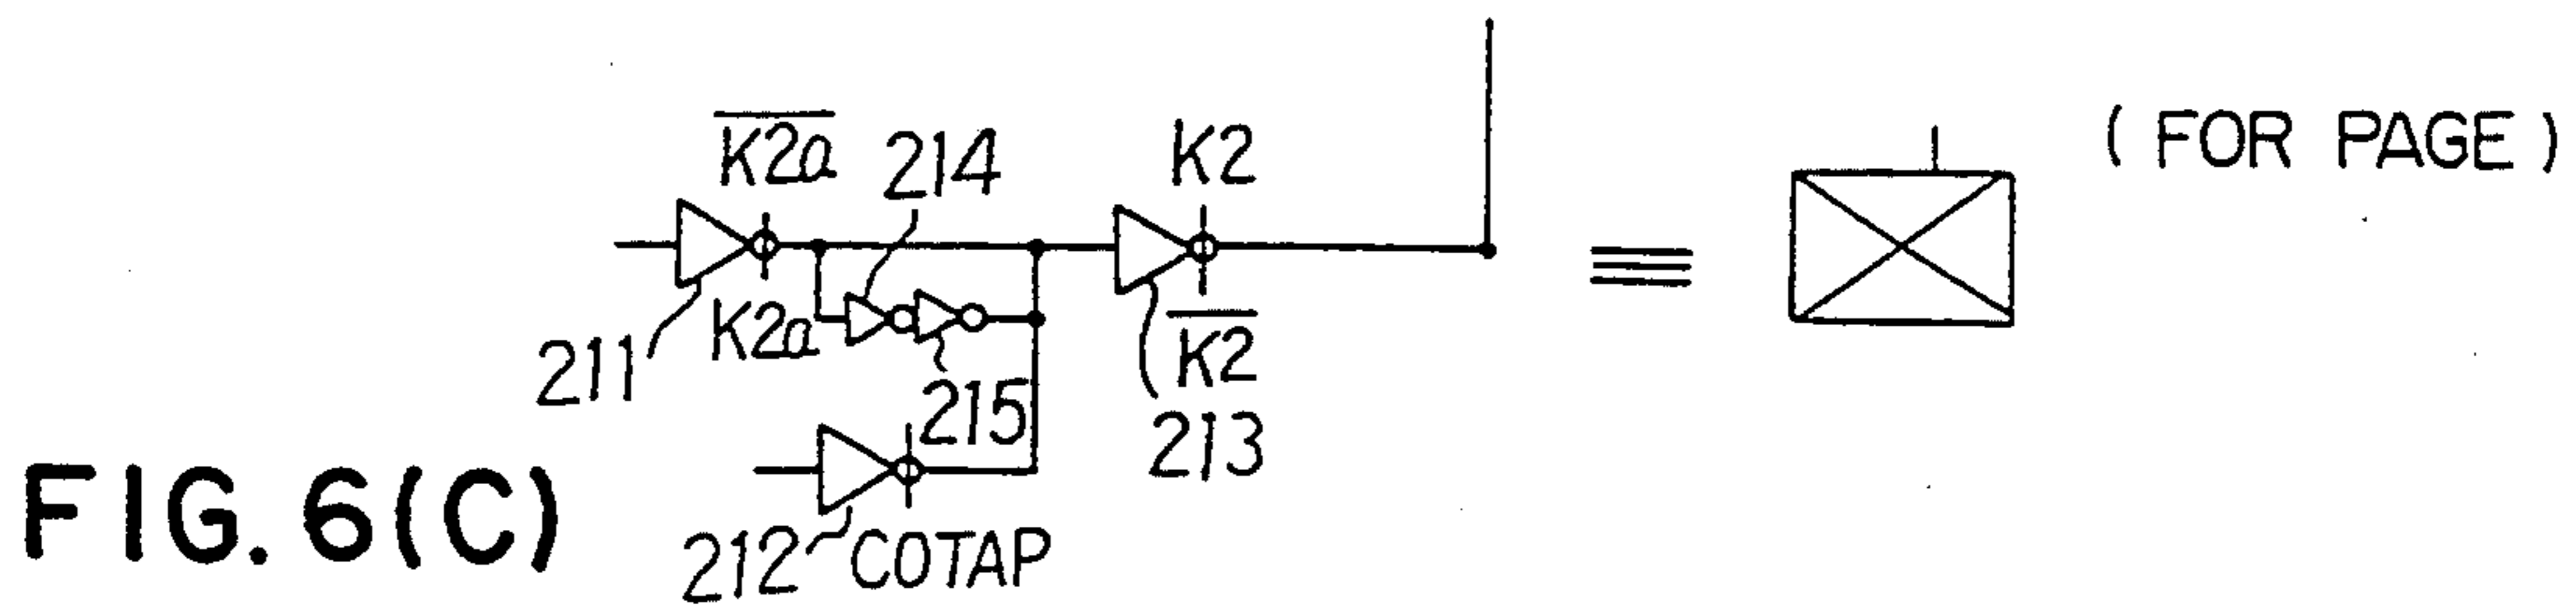 K2a
214
K2
(FOR PAGE)
211
K2a
215
K2
213
212
COTAP
FIG. 6(C)